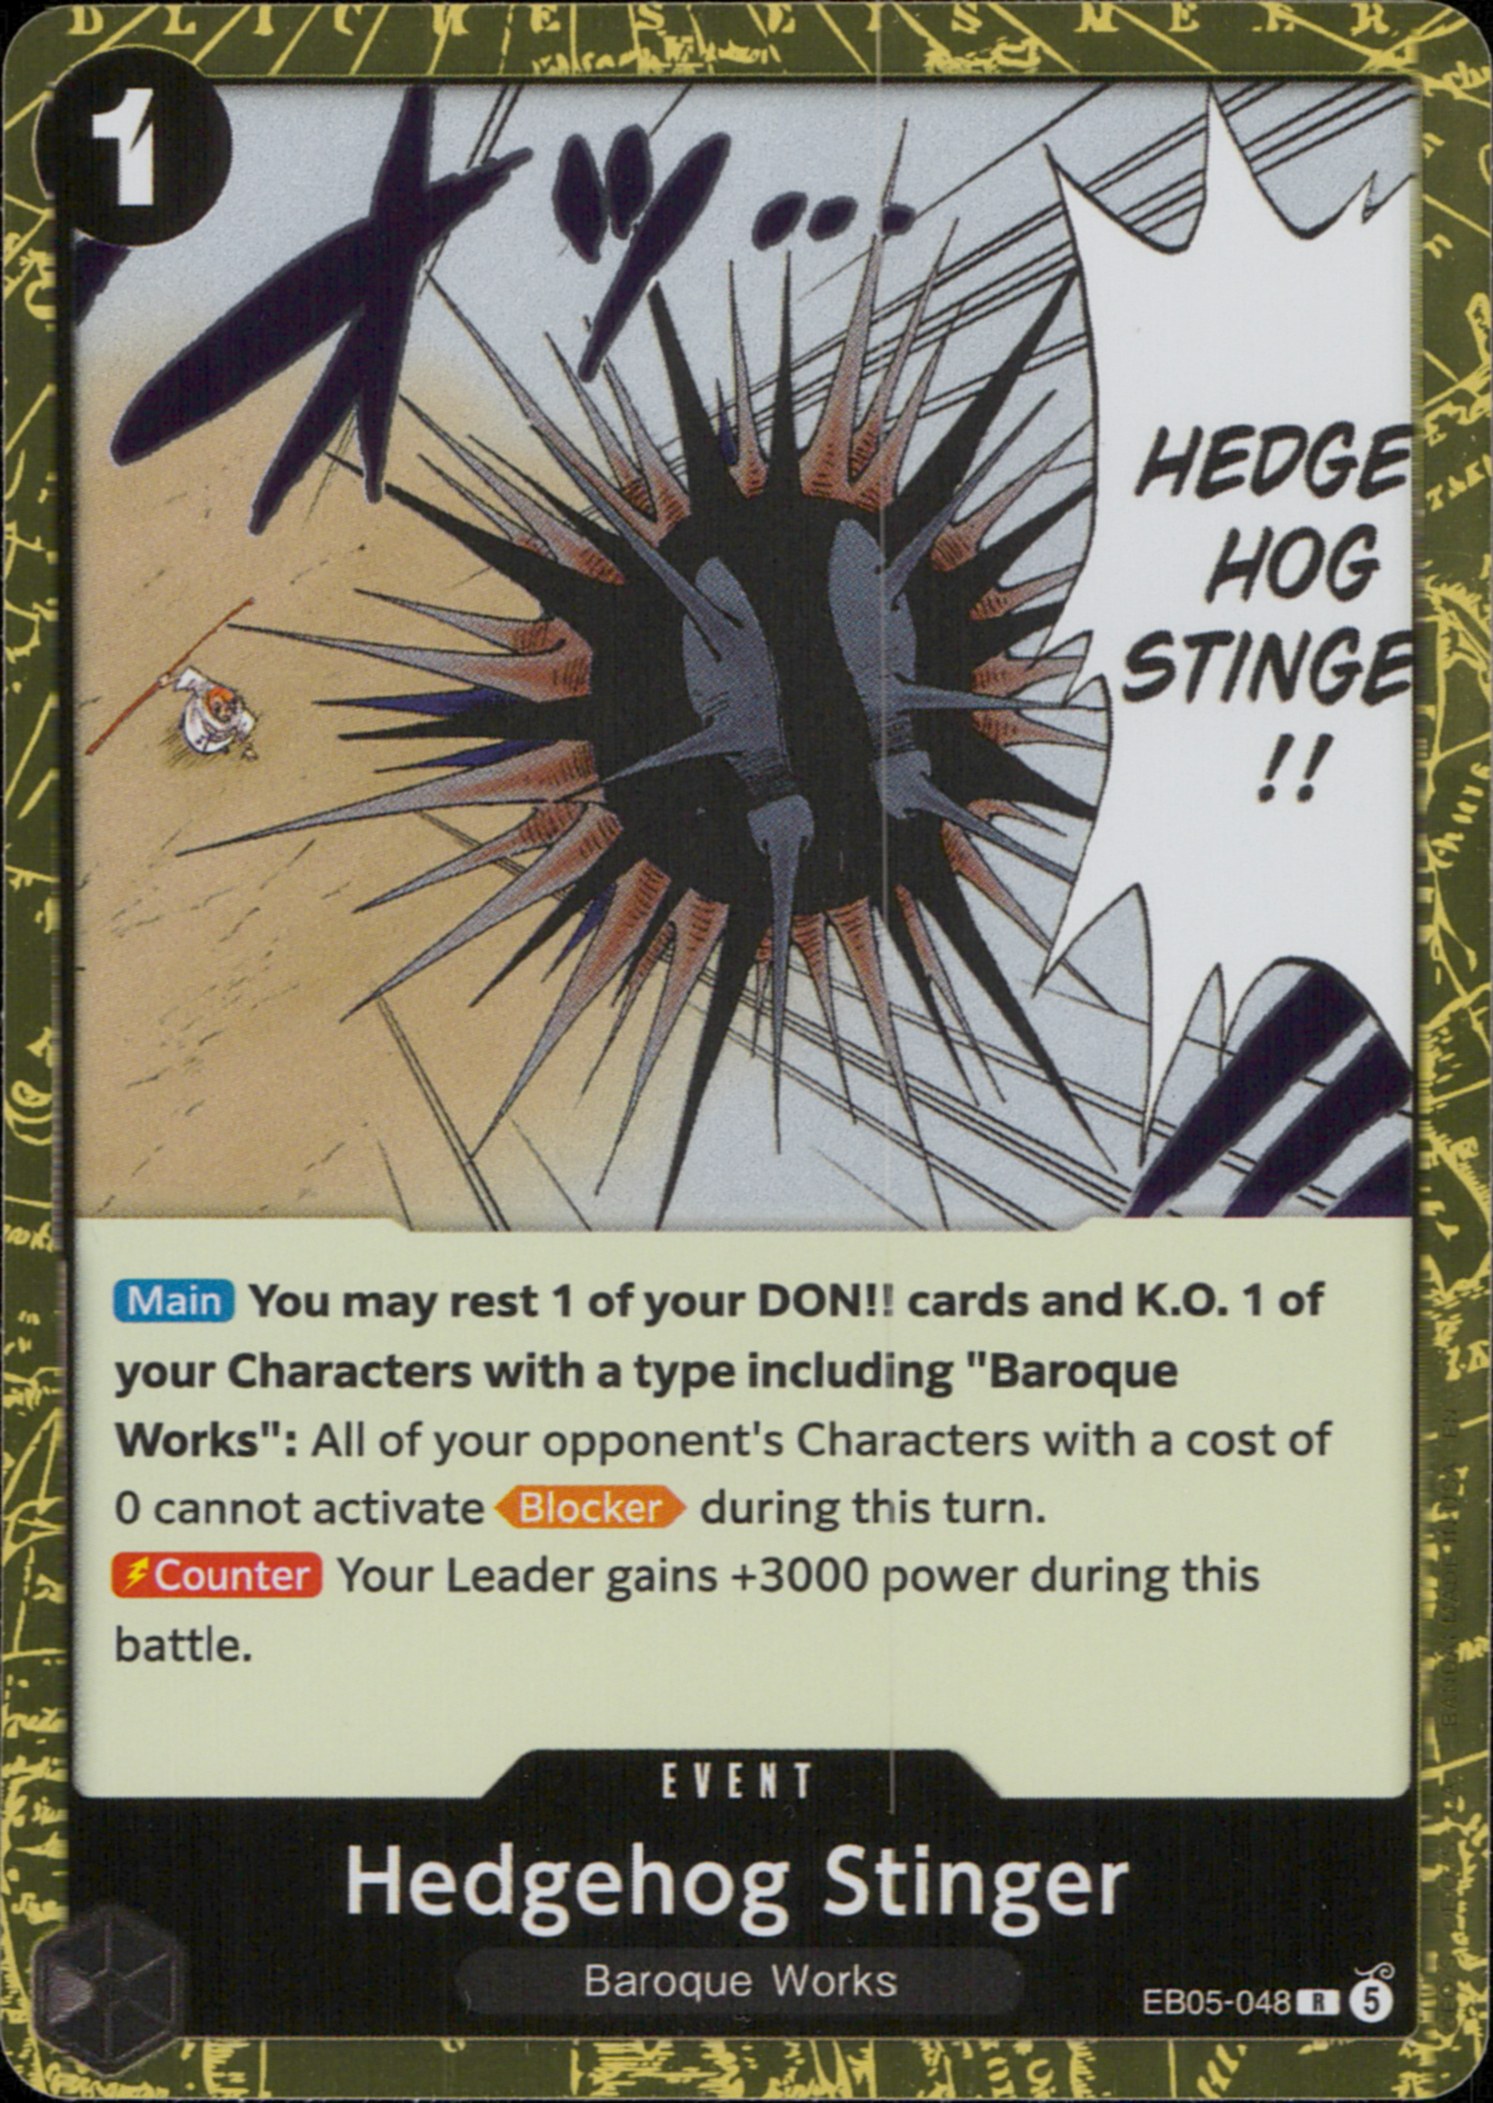 1
ッ...
HEDGE
HOG
STINGE
!!
Main You may rest 1 of your DON!! cards and K.O. 1 of
your Characters with a type including "Baroque
Works": All of your opponent's Characters with a cost of
0 cannot activate Blocker during this turn.
Counter Your Leader gains +3000 power during this
battle.
EVENT
Hedgehog Stinger
Baroque Works
EB05-048 R 5